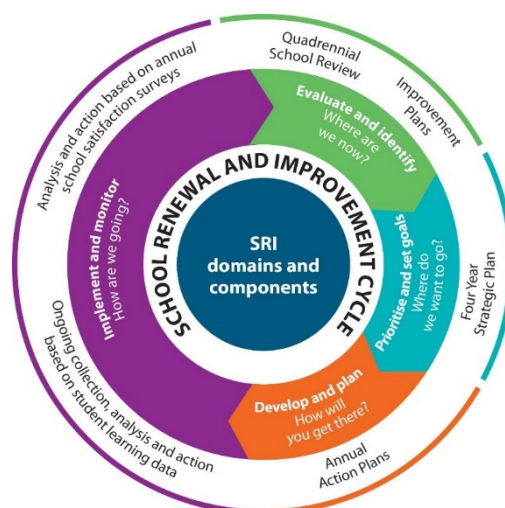 SCHOOL RENEWAL AND IMPROVEMENT CYCLE
SRI
domains and
components
Quadrennial
School Review
Improvement
Plans
Evaluate and identify
Where are
we now?
Prioritise and set goals
Where do
we want to go?
Four Year
Strategic Plan
Develop and plan
How will
you get there?
Annual
Action Plans
Implement and monitor
How are we going?
Ongoing collection, analysis and action
based on student learning data
Analysis and action based on annual
school satisfaction surveys